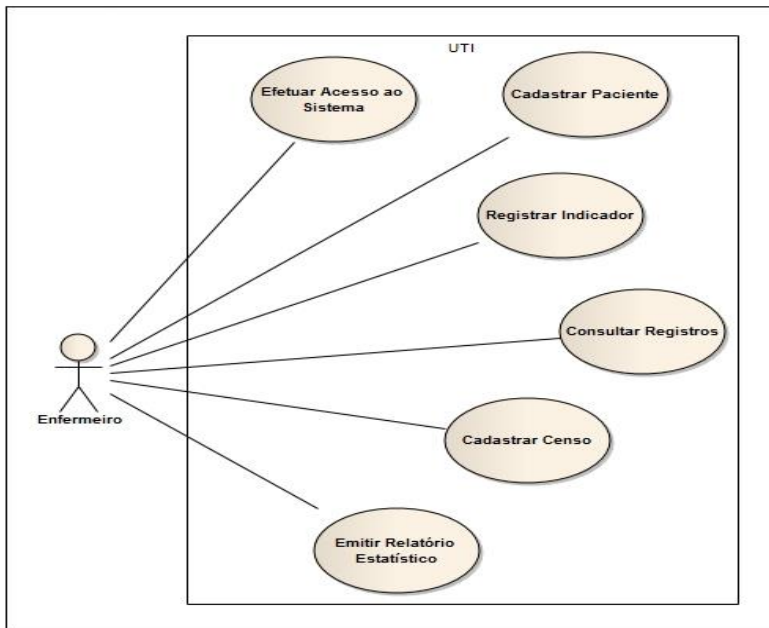 UTI
Efetuar Acesso ao
Sistema
Cadastrar Paciente
Registrar Indicador
Consultar Registros
Enfermeiro
Cadastrar Censo
Emitir Relatório
Estatístico